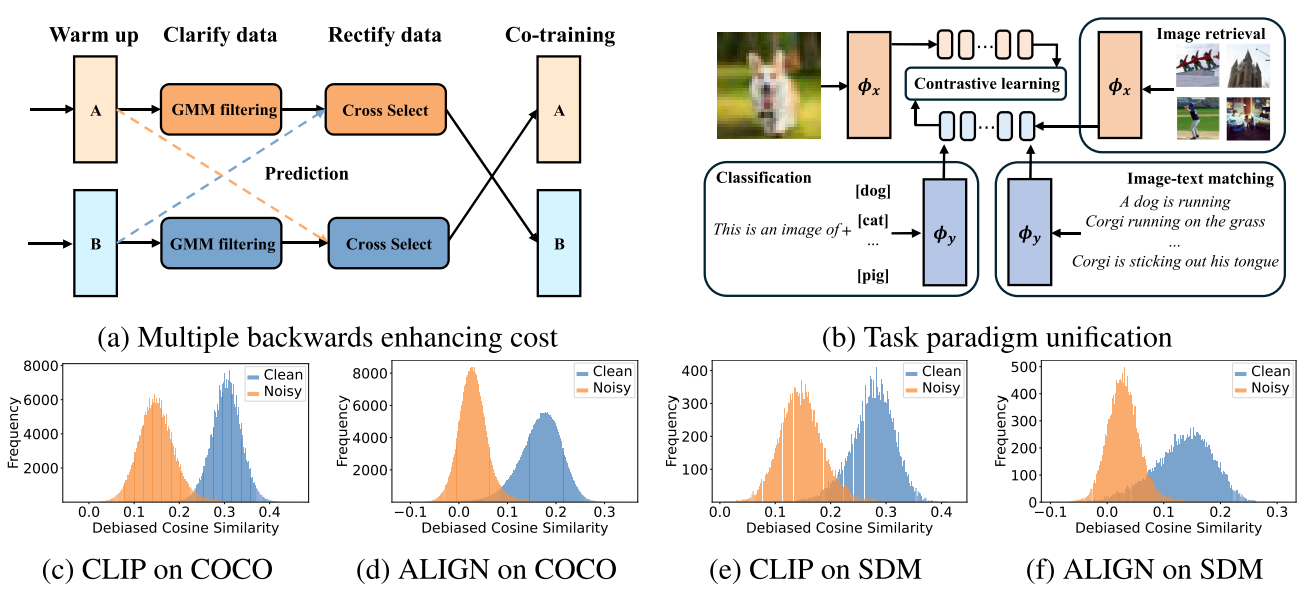 Warm up Clarify data Rectify data Co-training
A GMM filtering Cross Select A
Prediction
B GMM filtering Cross Select B
(a) Multiple backwards enhancing cost
Image retrieval
ϕx Contrastive learning ϕx
Classification
This is an image of +
[dog]
[cat]
...
[pig]
ϕy
Image-text matching
ϕy
A dog is running
Corgi running on the grass
...
Corgi is sticking out his tongue
(b) Task paradigm unification
Frequency
8000
6000
4000
2000
Clean
Noisy
0.0 0.1 0.2 0.3 0.4
Debiased Cosine Similarity
(c) CLIP on COCO
Frequency
8000
6000
4000
2000
Clean
Noisy
−0.1 0.0 0.1 0.2 0.3
Debiased Cosine Similarity
(d) ALIGN on COCO
Frequency
400
300
200
100
Clean
Noisy
0.0 0.1 0.2 0.3 0.4
Debiased Cosine Similarity
(e) CLIP on SDM
Frequency
500
400
300
200
100
0
Clean
Noisy
−0.1 0.0 0.1 0.2 0.3
Debiased Cosine Similarity
(f) ALIGN on SDM